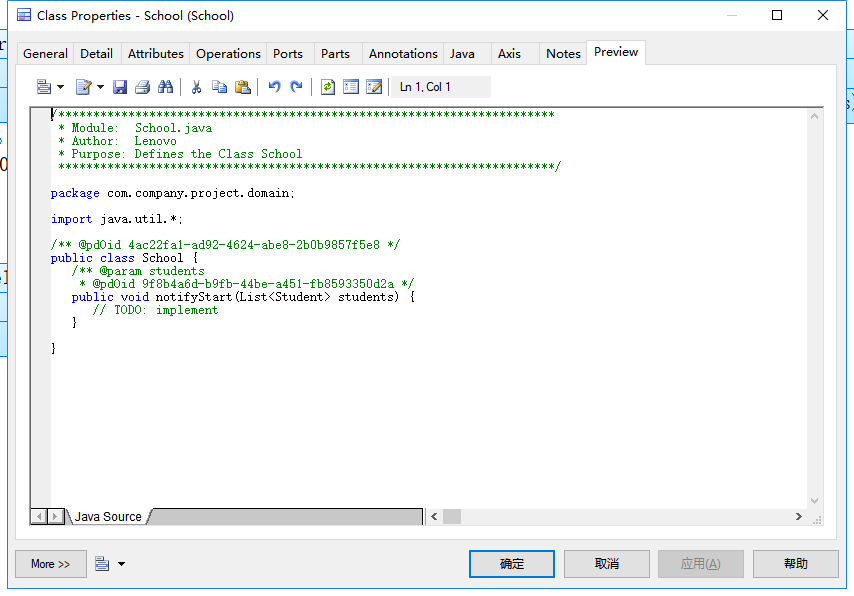 Class Properties - School (School)
General Detail Attributes Operations Ports Parts Annotations Java Axis Notes Preview
Ln 1, Col 1
/***********************************************************************
 * Module:  School.java
 * Author:  Lenovo
 * Purpose: Defines the Class School
 ***********************************************************************/
package com.company.project.domain;
import java.util.*;
/** @pdOid 4ac22fa1-ad92-4624-abe8-2b0b9857f5e8 */
public class School {
   /** @param students
    * @pdOid 9f8b4a6d-b9fb-44be-a451-fb8593350d2a */
   public void notifyStart(List<Student> students) {
      // TODO: implement
   }
}
Java Source
More >> 确定 取消 应用(A) 帮助